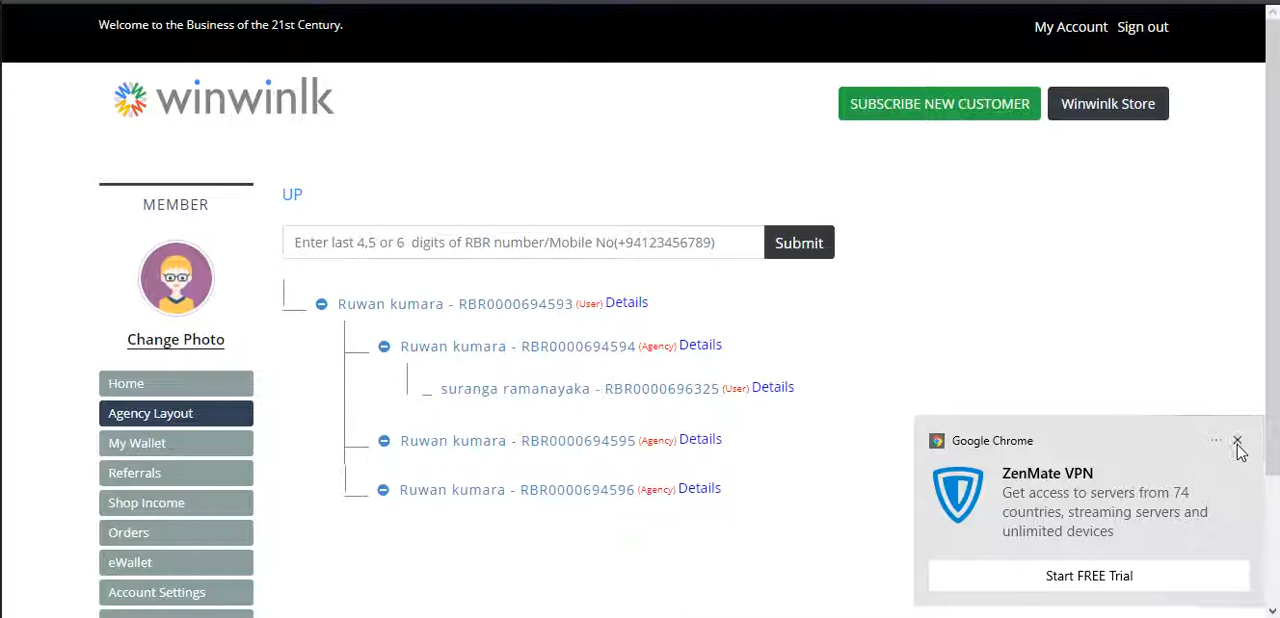 Welcome to the Business of the 21st Century.
My Account Sign out
winwinlk
SUBSCRIBE NEW CUSTOMER
Winwinlk Store
MEMBER
Change Photo
Home
Agency Layout
My Wallet
Referrals
Shop Income
Orders
eWallet
Account Settings
UP
Enter last 4,5 or 6 digits of RBR number/Mobile No(+94123456789)
Submit
Ruwan kumara - RBR0000694593 (User) Details
Ruwan kumara - RBR0000694594 (Agency) Details
suranga ramanayaka - RBR0000696325 (User) Details
Ruwan kumara - RBR0000694595 (Agency) Details
Ruwan kumara - RBR0000694596 (Agency) Details
Google Chrome
ZenMate VPN
Get access to servers from 74
countries, streaming servers and
unlimited devices
Start FREE Trial